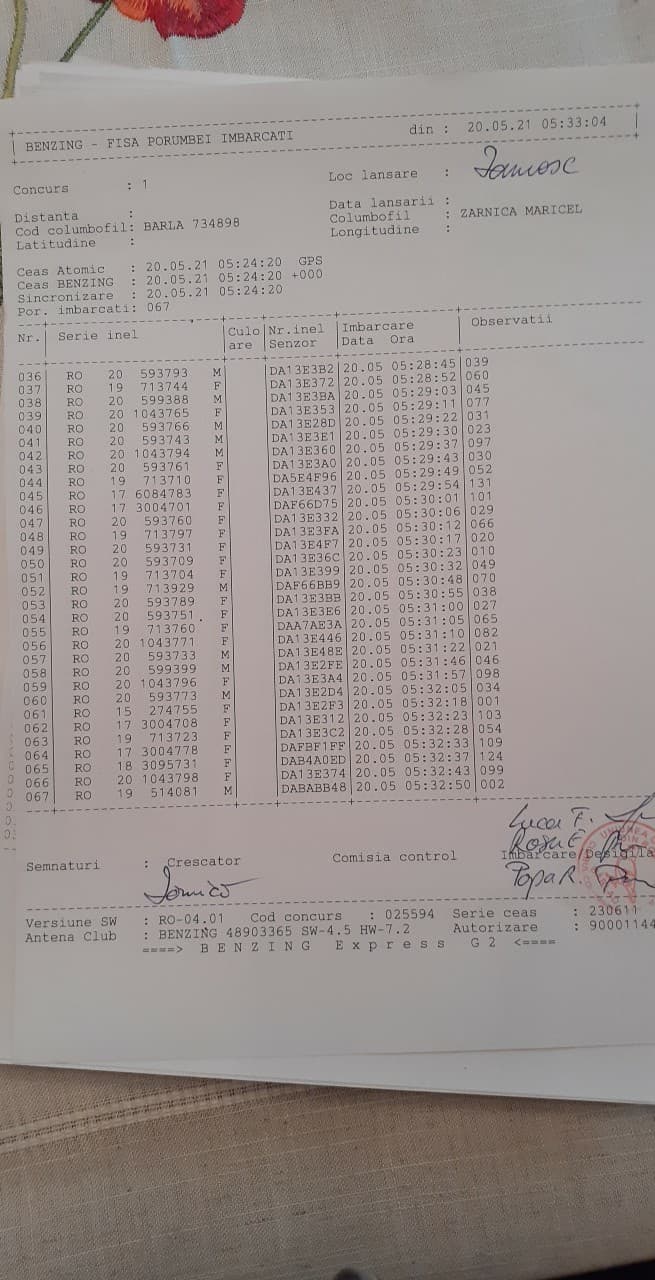 BENZING - FISA PORUMBEI IMBARCATI din : 20.05.21 05:33:04
Concurs : 1 Loc lansare :
Distanta : Data lansarii :
Cod columbofil: BARLA 734898 Columbofil : ZARNICA MARICEL
Latitudine : Longitudine :
Ceas Atomic : 20.05.21 05:24:20 GPS
Ceas BENZING : 20.05.21 05:24:20 +000
Sincronizare : 20.05.21 05:24:20
Por. imbarcati: 067
Nr. Serie inel Culo Nr.inel Imbarcare Observatii
are Senzor Data Ora
036 RO 20 593793 M DA13E3B2 20.05 05:28:45 039
037 RO 19 713744 F DA13E372 20.05 05:28:52 060
038 RO 20 599388 M DA13E3BA 20.05 05:29:03 045
039 RO 20 1043765 F DA13E353 20.05 05:29:11 077
040 RO 20 593766 M DA13E28D 20.05 05:29:22 031
041 RO 20 593743 M DA13E3E1 20.05 05:29:30 023
042 RO 20 1043794 M DA13E360 20.05 05:29:37 097
043 RO 20 593761 F DA13E3A0 20.05 05:29:43 030
044 RO 19 713710 F DA5E4F96 20.05 05:29:49 052
045 RO 17 6084783 F DA13E437 20.05 05:29:54 131
046 RO 17 3004701 F DAF66D75 20.05 05:30:01 101
047 RO 20 593760 F DA13E332 20.05 05:30:06 029
048 RO 19 713797 F DA13E3FA 20.05 05:30:12 066
049 RO 20 593731 F DA13E4F7 20.05 05:30:17 020
050 RO 20 593709 F DA13E36C 20.05 05:30:23 010
051 RO 19 713704 F DA13E399 20.05 05:30:32 049
052 RO 19 713929 M DAF66BB9 20.05 05:30:48 070
053 RO 20 593789 F DA13E3BB 20.05 05:30:55 038
054 RO 20 593751 F DA13E3E6 20.05 05:31:00 027
055 RO 19 713760 F DAA7AE3A 20.05 05:31:05 065
056 RO 20 1043771 F DA13E446 20.05 05:31:10 082
057 RO 20 593733 M DA13E48E 20.05 05:31:22 021
058 RO 20 599399 M DA13E2FE 20.05 05:31:46 046
059 RO 20 1043796 F DA13E3A4 20.05 05:31:57 098
060 RO 20 593773 M DA13E2D4 20.05 05:32:05 034
061 RO 15 274755 F DA13E2F3 20.05 05:32:18 001
062 RO 17 3004708 F DA13E312 20.05 05:32:23 103
063 RO 19 713723 F DA13E3C2 20.05 05:32:28 054
064 RO 17 3004778 F DAFBF1FF 20.05 05:32:33 109
065 RO 18 3095731 F DAB4A0ED 20.05 05:32:37 124
066 RO 20 1043798 F DA13E374 20.05 05:32:43 099
067 RO 19 514081 M DABABB48 20.05 05:32:50 002
Luca F.
Rosu E
Semnaturi : Crescator Comisia control Imbarcare/Desigila
Popa R.
Versiune SW : RO-04.01 Cod concurs : 025594 Serie ceas : 230611
Antena Club : BENZING 48903365 SW-4.5 HW-7.2 Autorizare : 90001144
====> B E N Z I N G E x p r e s s G 2 <====